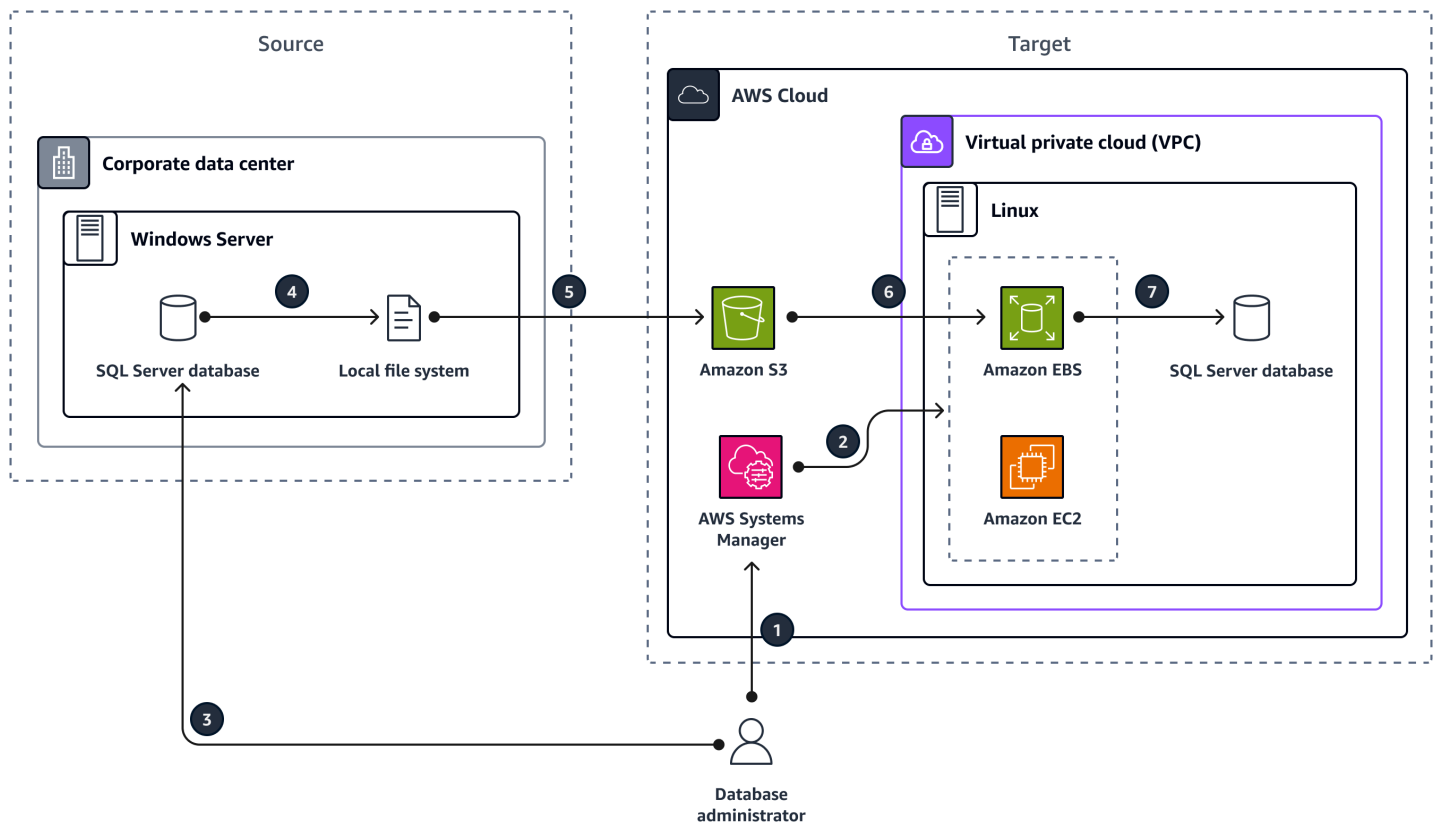 Source
Target
AWS Cloud
Virtual private cloud (VPC)
Corporate data center
Linux
Windows Server
4
5
6
7
SQL Server database
Local file system
Amazon S3
Amazon EBS
SQL Server database
2
AWS Systems
Manager
Amazon EC2
1
3
Database
administrator